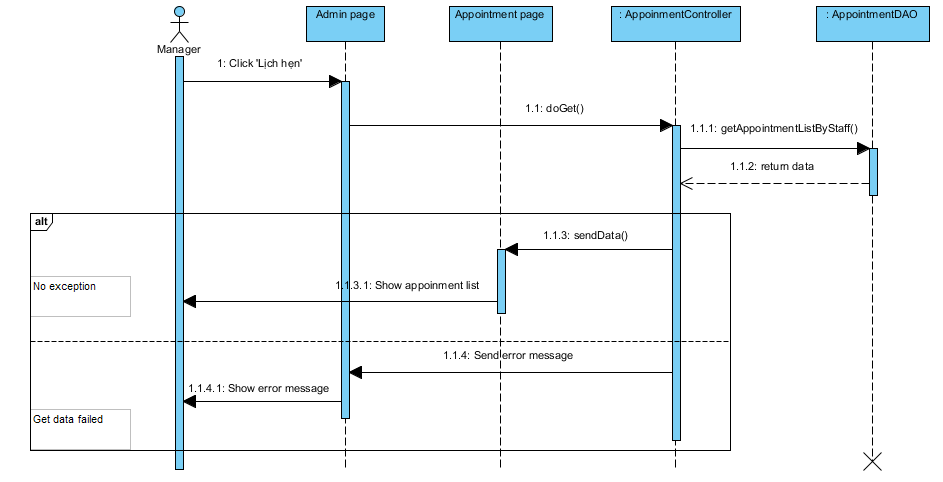 Admin page
Appointment page
: AppoinmentController
: AppointmentDAO
Manager
1: Click 'Lịch hẹn'
1.1: doGet()
1.1.1: getAppointmentListByStaff()
1.1.2: return data
alt
1.1.3: sendData()
No exception
1.1.3.1: Show appoinment list
1.1.4: Send error message
1.1.4.1: Show error message
Get data failed